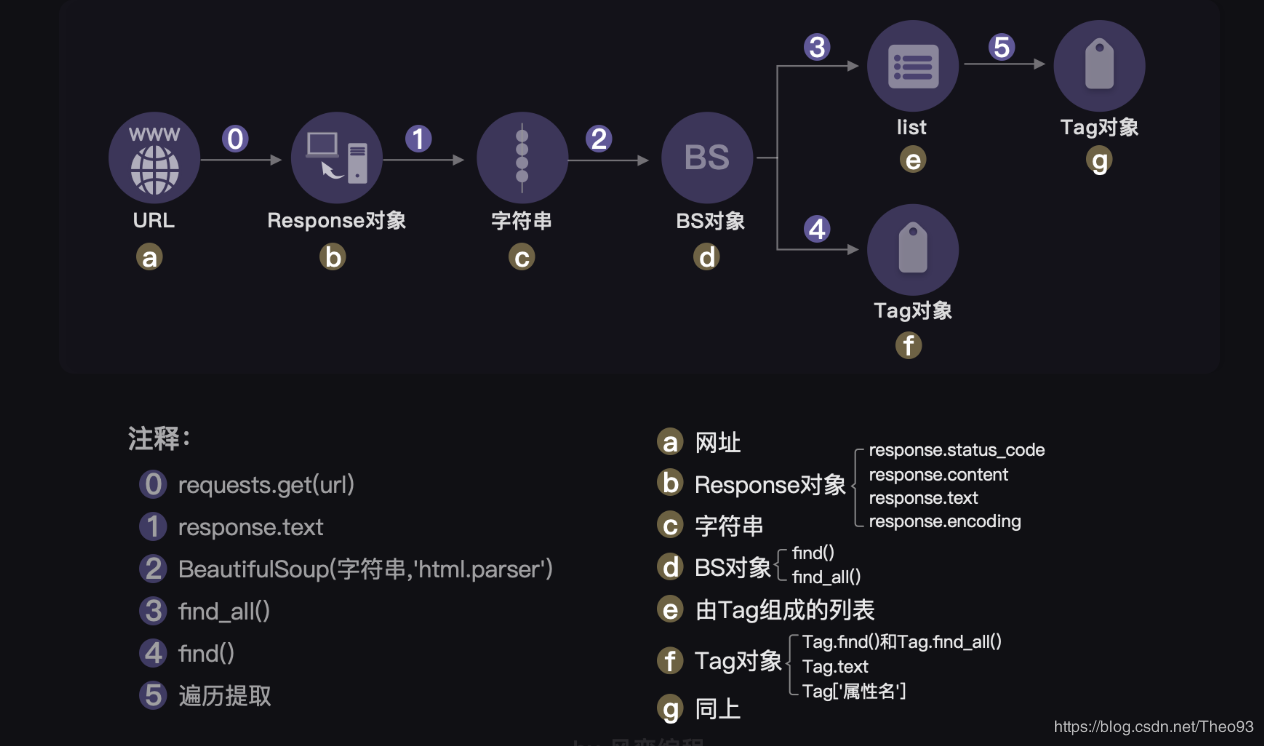 3
5
WWW
0
1
2
BS
list
Tag对象
e
g
URL
Response对象
字符串
BS对象
4
a
b
c
d
Tag对象
f
注释：
0 requests.get(url)
1 response.text
2 BeautifulSoup(字符串,'html.parser')
3 find_all()
4 find()
5 遍历提取
a 网址
b Response对象
response.status_code
response.content
response.text
response.encoding
c 字符串
d BS对象
find()
find_all()
e 由Tag组成的列表
f Tag对象
Tag.find()和Tag.find_all()
Tag.text
Tag['属性名']
g 同上
https://blog.csdn.net/Theo93